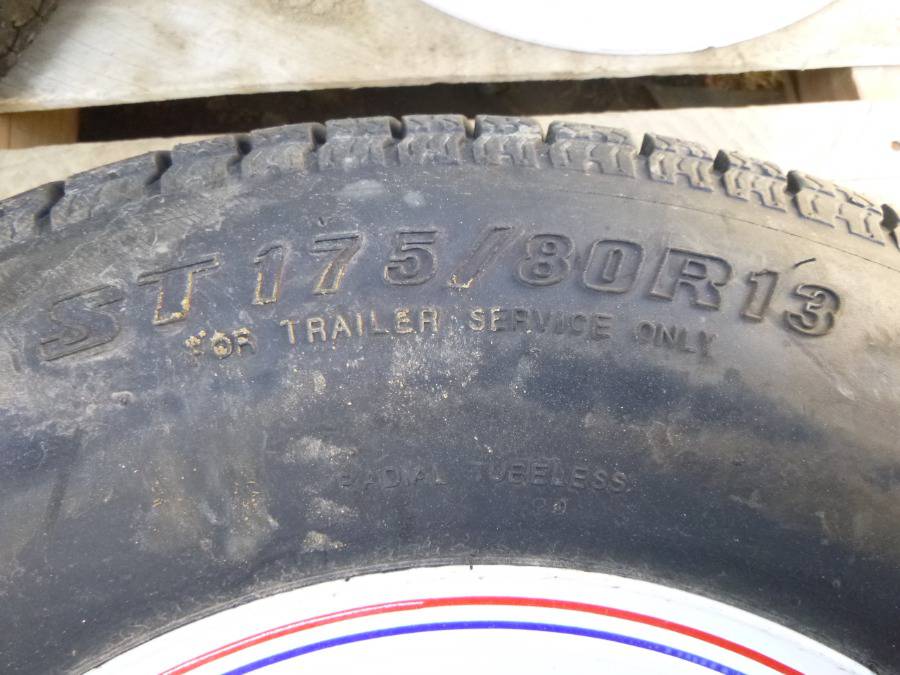 ST175/80R13
FOR TRAILER SERVICE ONLY
RADIAL TUBELESS